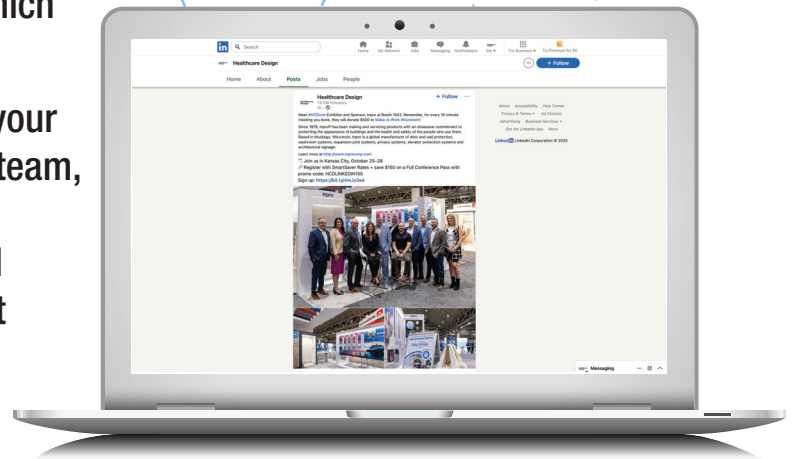 hich
your
team,
l
t
in
Search
Home
My Network
Jobs
Messaging
Notifications
Me
For Business
Try Premium for $0
Healthcare Design
+ Follow
Home
About
Posts
Jobs
People
Healthcare Design
+ Follow
followers
Meet #HCDcon Exhibitor and Sponsor, Inpro at Booth 1043. November, for every 15-minute
meeting you book, they will donate $500 to Make-A-Wish Wisconsin!
Since 1979, Inpro® has been making and servicing products with an obsessive commitment to
protecting the appearance of buildings and the health and safety of the people who use them.
Based in Muskego, Wisconsin, Inpro is a global manufacturer of door and wall protection,
washroom systems, expansion joint systems, privacy systems, elevator protection systems and
architectural signage.
Learn more at http://www.inprocorp.com
Join us in Kansas City, October 25-28
Register with SmartSaver Rates + save $150 on a Full Conference Pass with
promo code: HCDLINKEDIN150
Sign up:
inpro
About
Accessibility
Help Center
Privacy & Terms
Ad Choices
Advertising
Business Services
Get the LinkedIn app
More
LinkedIn LinkedIn Corporation © 2025
Messaging